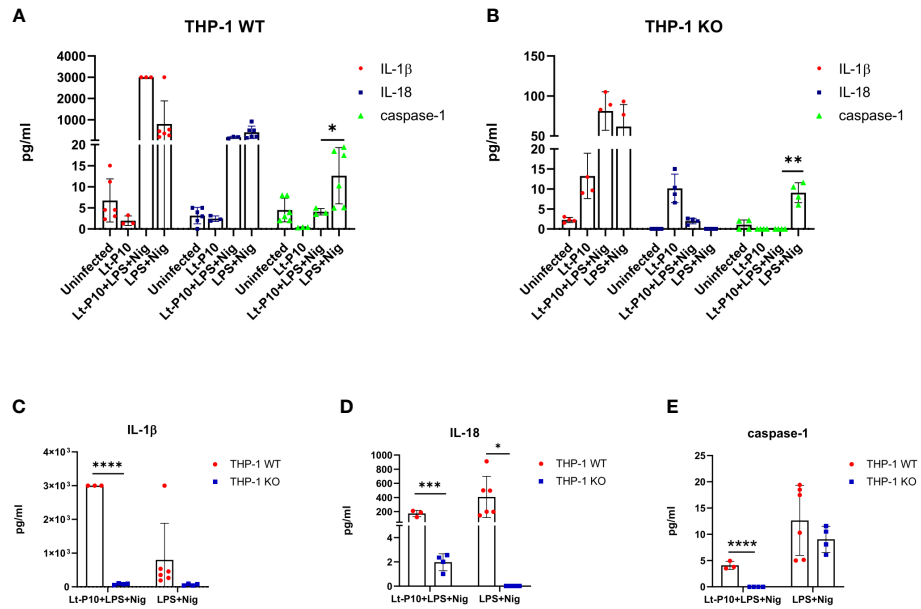 A
THP-1 WT
4000
3000
2000
1000
20
15
10
5
0
pg/ml
IL-1β
IL-18
caspase-1
*
Uninfected
Lt-P10
Lt-P10+LPS+Nig
LPS+Nig
Uninfected
Lt-P10
Lt-P10+LPS+Nig
LPS+Nig
Uninfected
Lt-P10
Lt-P10+LPS+Nig
LPS+Nig
B
THP-1 KO
150
100
50
20
15
10
5
0
pg/ml
IL-1β
IL-18
caspase-1
**
Uninfected
Lt-P10
Lt-P10+LPS+Nig
LPS+Nig
Uninfected
Lt-P10
Lt-P10+LPS+Nig
LPS+Nig
Uninfected
Lt-P10
Lt-P10+LPS+Nig
LPS+Nig
C
IL-1β
4×10³
3×10³
2×10³
1×10³
0
pg/ml
****
THP-1 WT
THP-1 KO
Lt-P10+LPS+Nig LPS+Nig
D
IL-18
1000
800
600
400
200
0
4
2
0
pg/ml
***
*
THP-1 WT
THP-1 KO
Lt-P10+LPS+Nig LPS+Nig
E
caspase-1
25
20
15
10
5
0
pg/ml
****
THP-1 WT
THP-1 KO
Lt-P10+LPS+Nig LPS+Nig